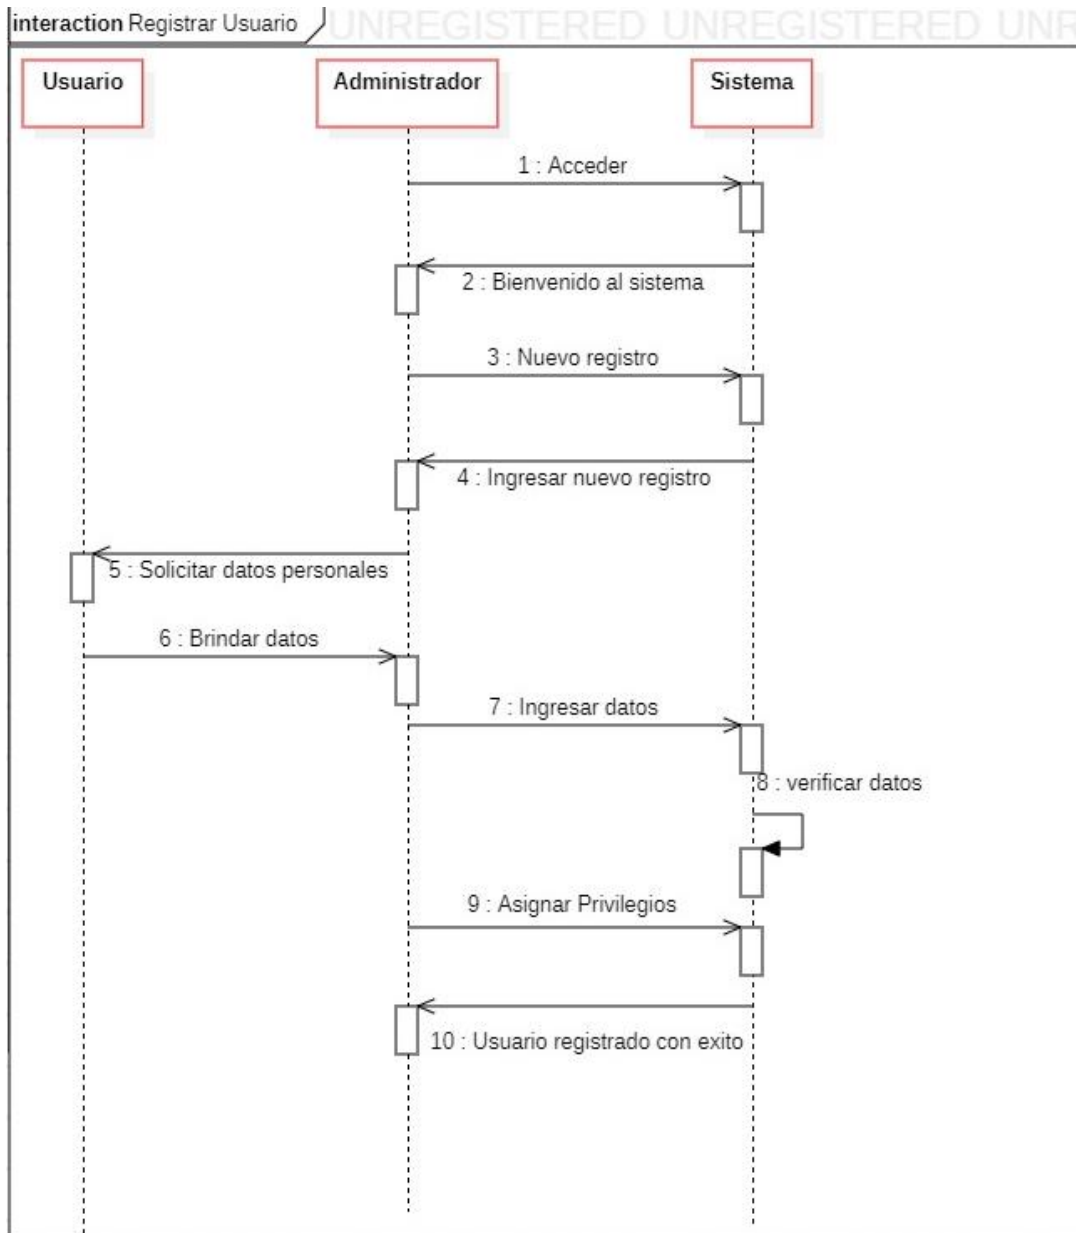 interaction Registrar Usuario
UNREGISTERED UNREGISTERED UNR
Usuario
Administrador
Sistema
1 : Acceder
2 : Bienvenido al sistema
3 : Nuevo registro
4 : Ingresar nuevo registro
5 : Solicitar datos personales
6 : Brindar datos
7 : Ingresar datos
8 : verificar datos
9 : Asignar Privilegios
10 : Usuario registrado con exito